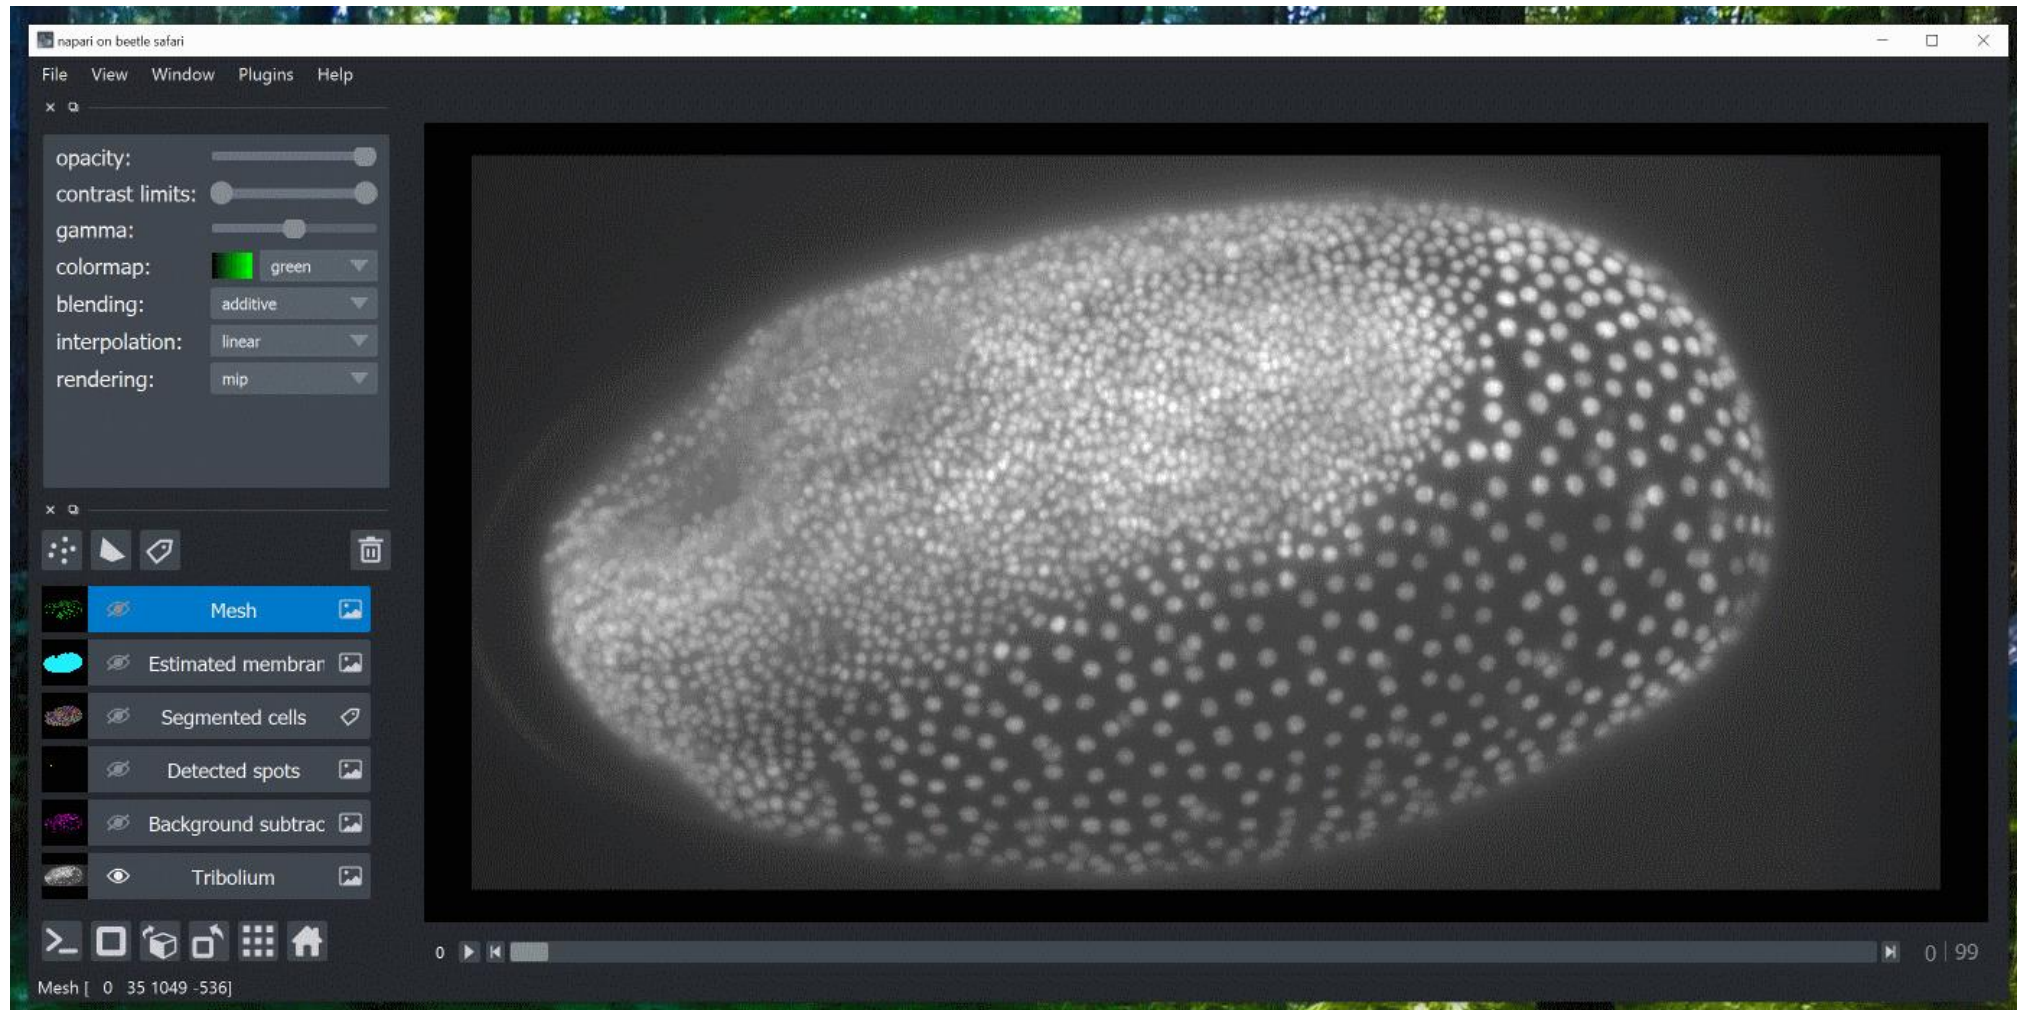 napari on beetle safari
File View Window Plugins Help
opacity:
contrast limits:
gamma:
colormap: green
blending: additive
interpolation: linear
rendering: mip
Mesh
Estimated membran
Segmented cells
Detected spots
Background subtrac
Tribolium
0 0 | 99
Mesh [ 0 35 1049 -536]